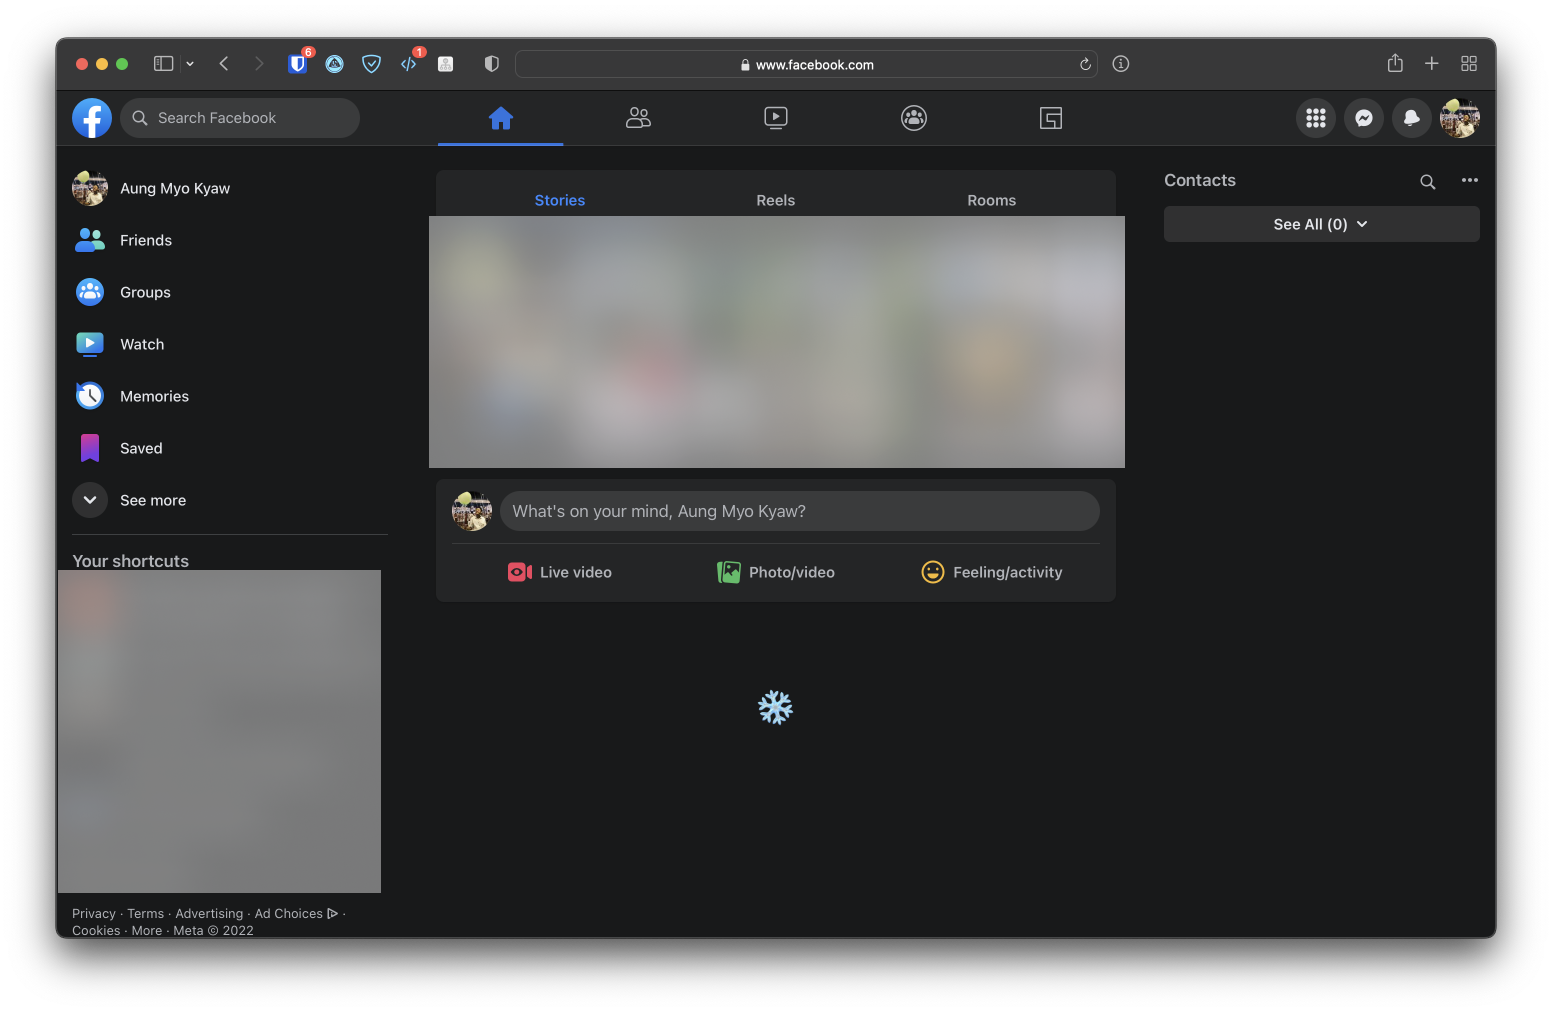 6
1
www.facebook.com
Search Facebook
Aung Myo Kyaw
Friends
Groups
Watch
Memories
Saved
See more
Your shortcuts
Privacy · Terms · Advertising · Ad Choices ·
Cookies · More · Meta © 2022
Stories Reels Rooms
What's on your mind, Aung Myo Kyaw?
Live video Photo/video Feeling/activity
Contacts
See All (0)